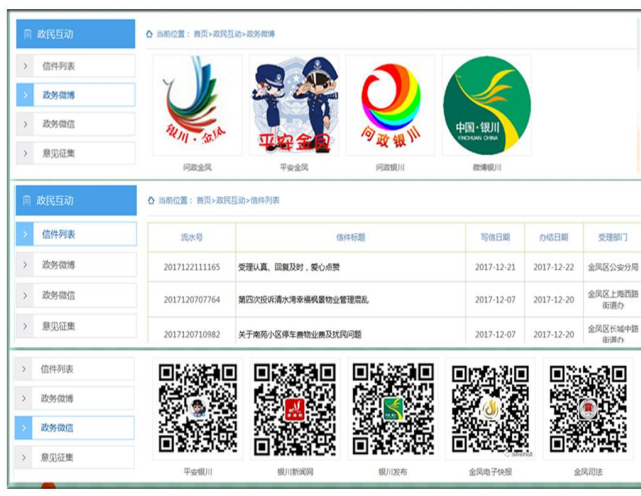 政民互动
当前位置：首页>政民互动>政务微博
信件列表
政务微博
政务微信
意见征集
银川·金凤
平安金凤
问政银川
中国·银川
YINCHUAN CHINA
问政金凤
平安金凤
问政银川
微博银川
政民互动
当前位置：首页>政民互动>信件列表
信件列表
政务微博
政务微信
意见征集
流水号 信件标题 写信日期 办结日期 受理部门
2017122111165 受理认真、回复及时，爱心点赞 2017-12-21 2017-12-22 金凤区公安分局
2017120707764 第四次投诉清水湾幸福枫景物业管理混乱 2017-12-07 2017-12-20 金凤区上海西路
街道办
2017120710982 关于南苑小区停车费物业费及扰民问题 2017-12-07 2017-12-20 金凤区长城中路
街道办
信件列表
政务微博
政务微信
意见征集
平安银川
银川新闻网
银川发布
金凤电子快报
金凤司法